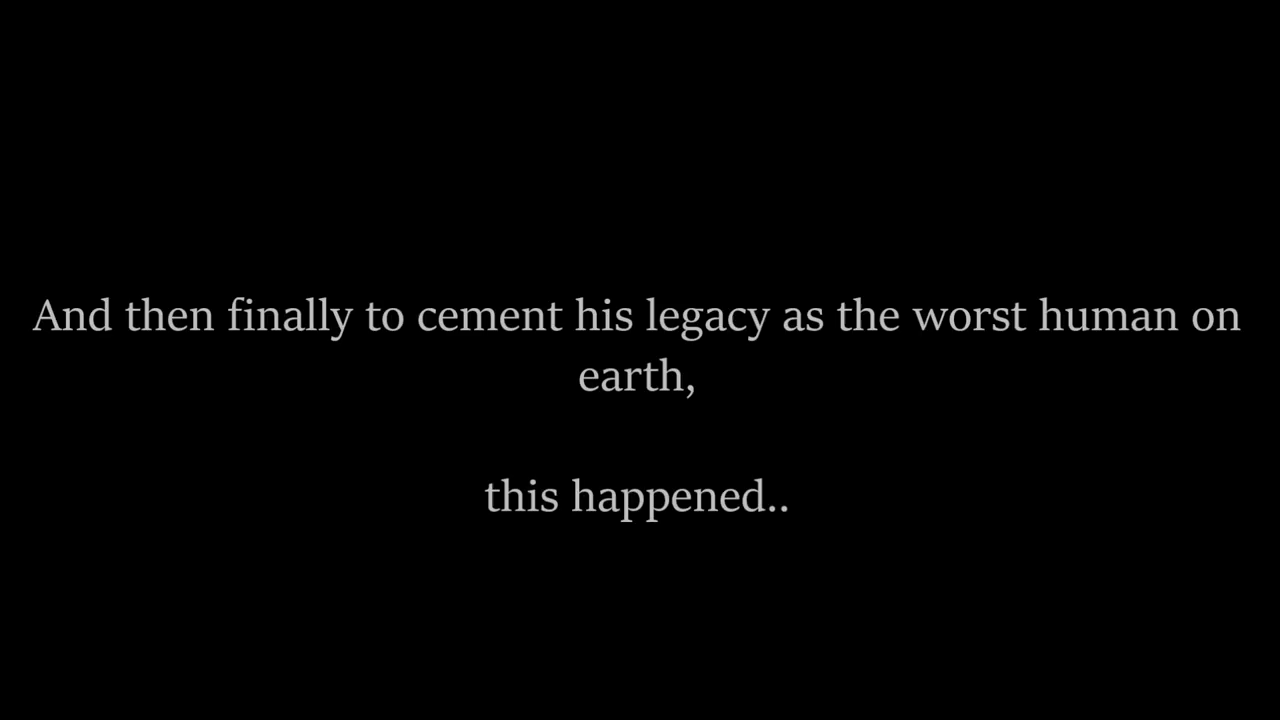 And then finally to cement his legacy as the worst human on
earth,
this happened..